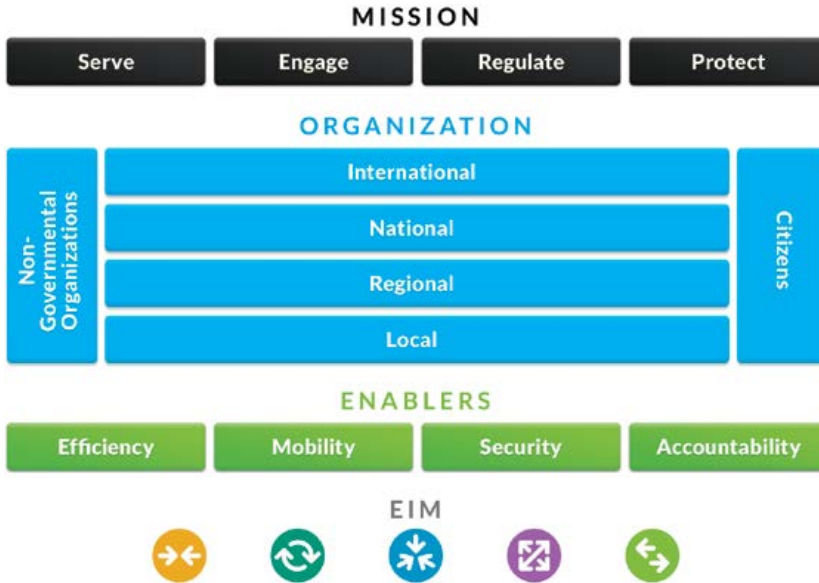 MISSION
Serve
Engage
Regulate
Protect
ORGANIZATION
Non-
Governmental
Organizations
International
National
Regional
Local
Citizens
ENABLERS
Efficiency
Mobility
Security
Accountability
EIM